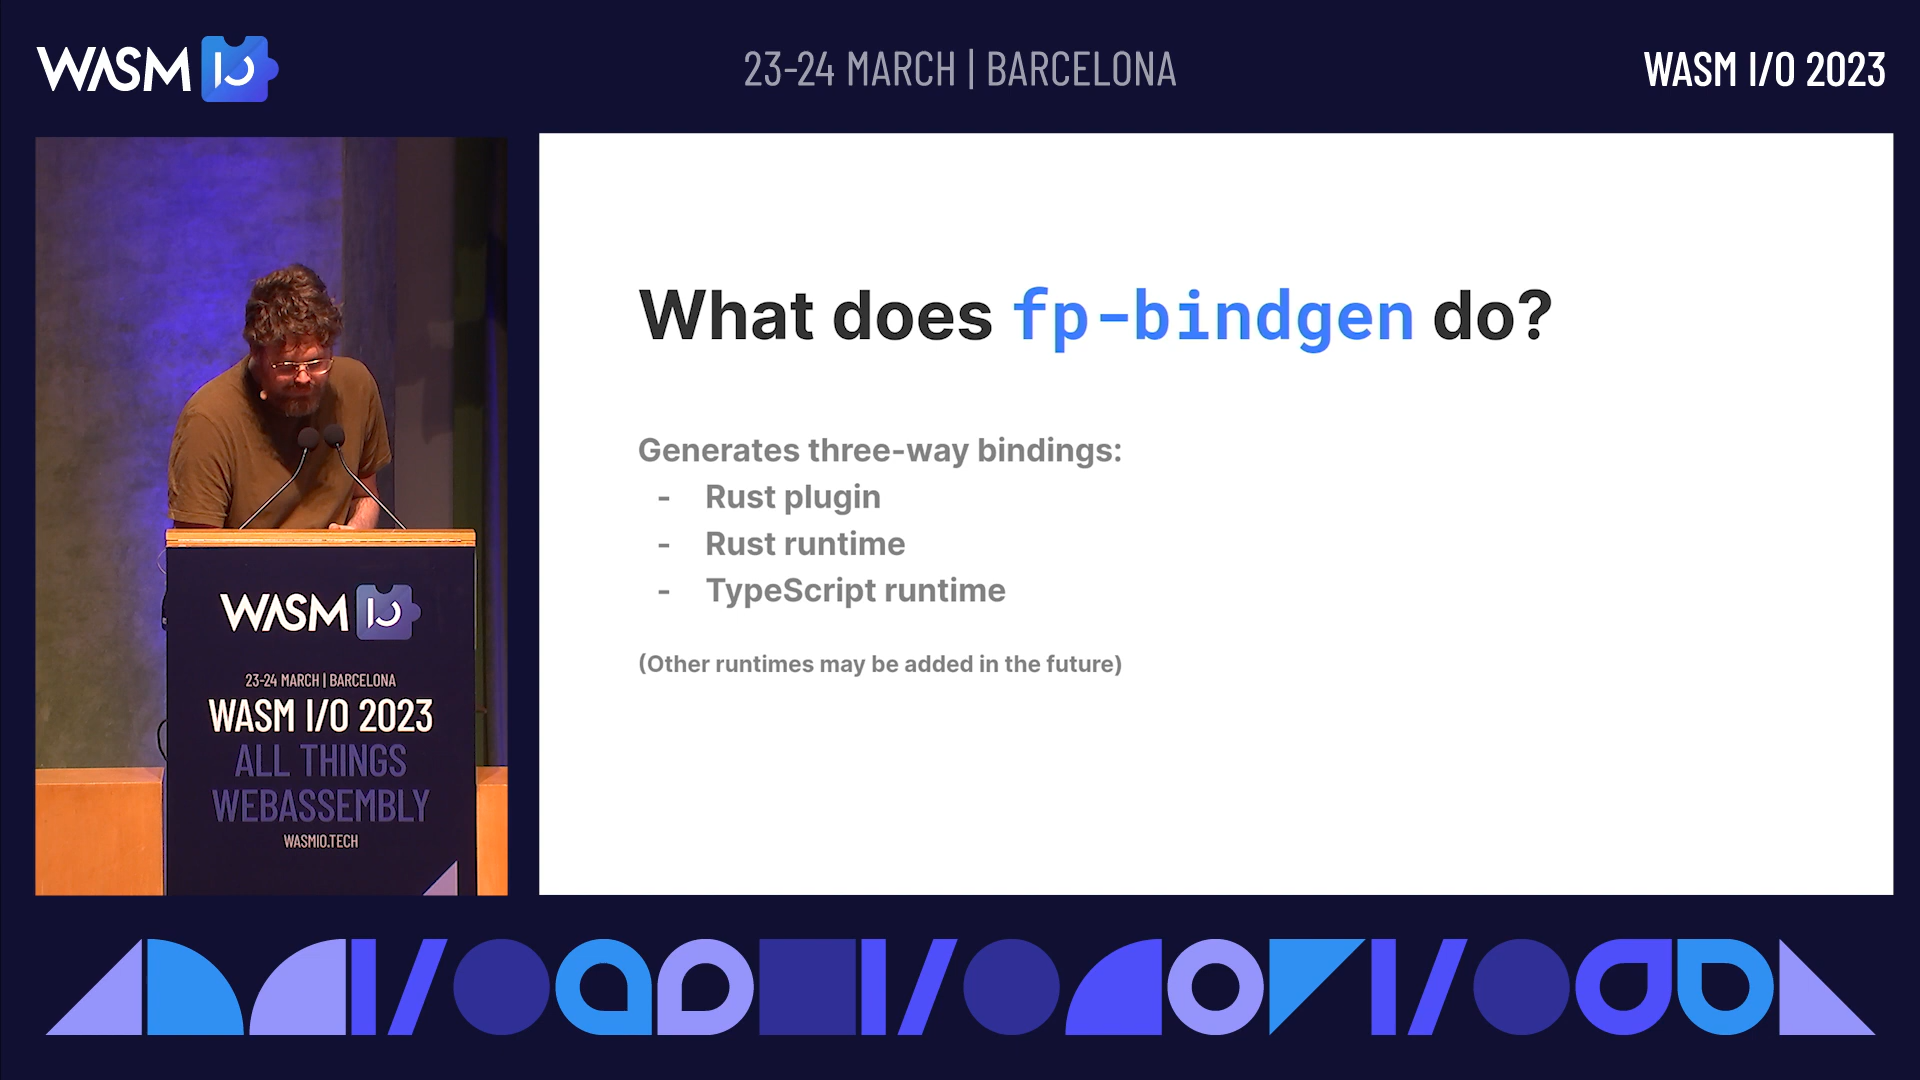 WASM IO
23-24 MARCH | BARCELONA
WASM I/O 2023
What does fp-bindgen do?
Generates three-way bindings:
- Rust plugin
- Rust runtime
- TypeScript runtime
(Other runtimes may be added in the future)
WASM IO
23-24 MARCH | BARCELONA
WASM I/O 2023
ALL THINGS
WEBASSEMBLY
WASMIO.TECH